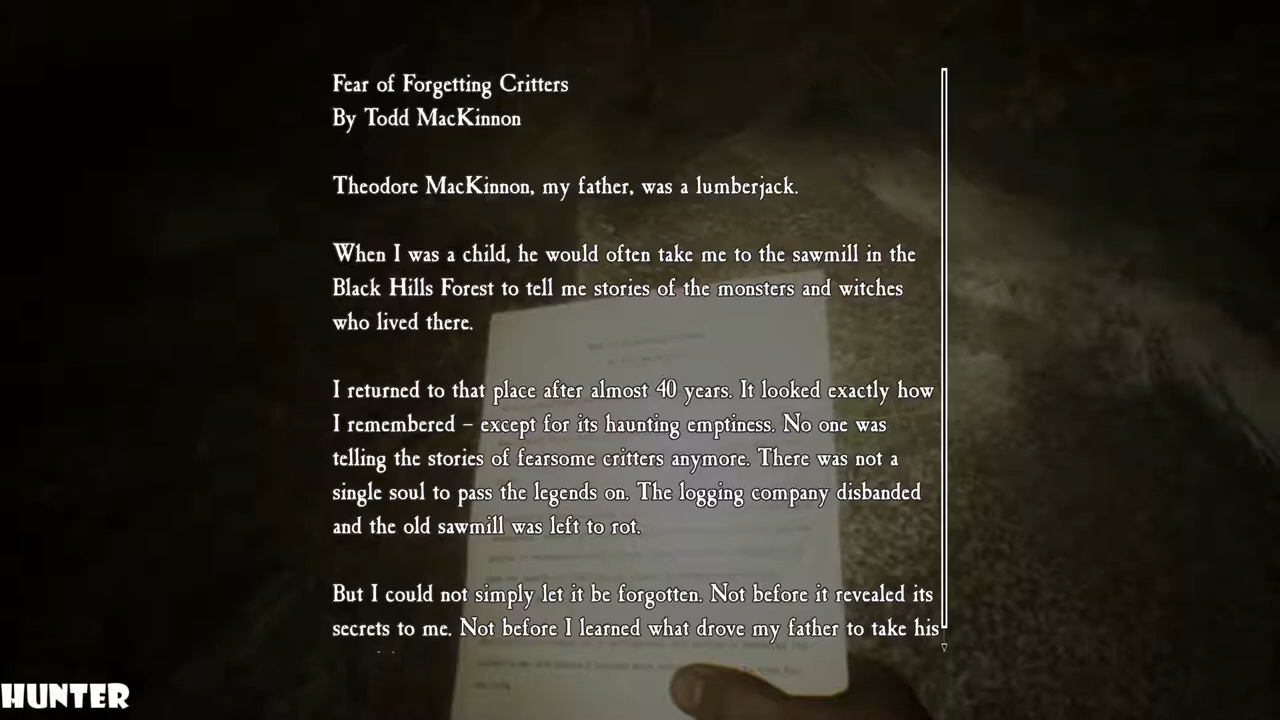 Fear of Forgetting Critters
By Todd MacKinnon
Theodore MacKinnon, my father, was a lumberjack.
When I was a child, he would often take me to the sawmill in the
Black Hills Forest to tell me stories of the monsters and witches
who lived there.
I returned to that place after almost 40 years. It looked exactly how
I remembered – except for its haunting emptiness. No one was
telling the stories of fearsome critters anymore. There was not a
single soul to pass the legends on. The logging company disbanded
and the old sawmill was left to rot.
But I could not simply let it be forgotten. Not before it revealed its
secrets to me. Not before I learned what drove my father to take his
HUNTER